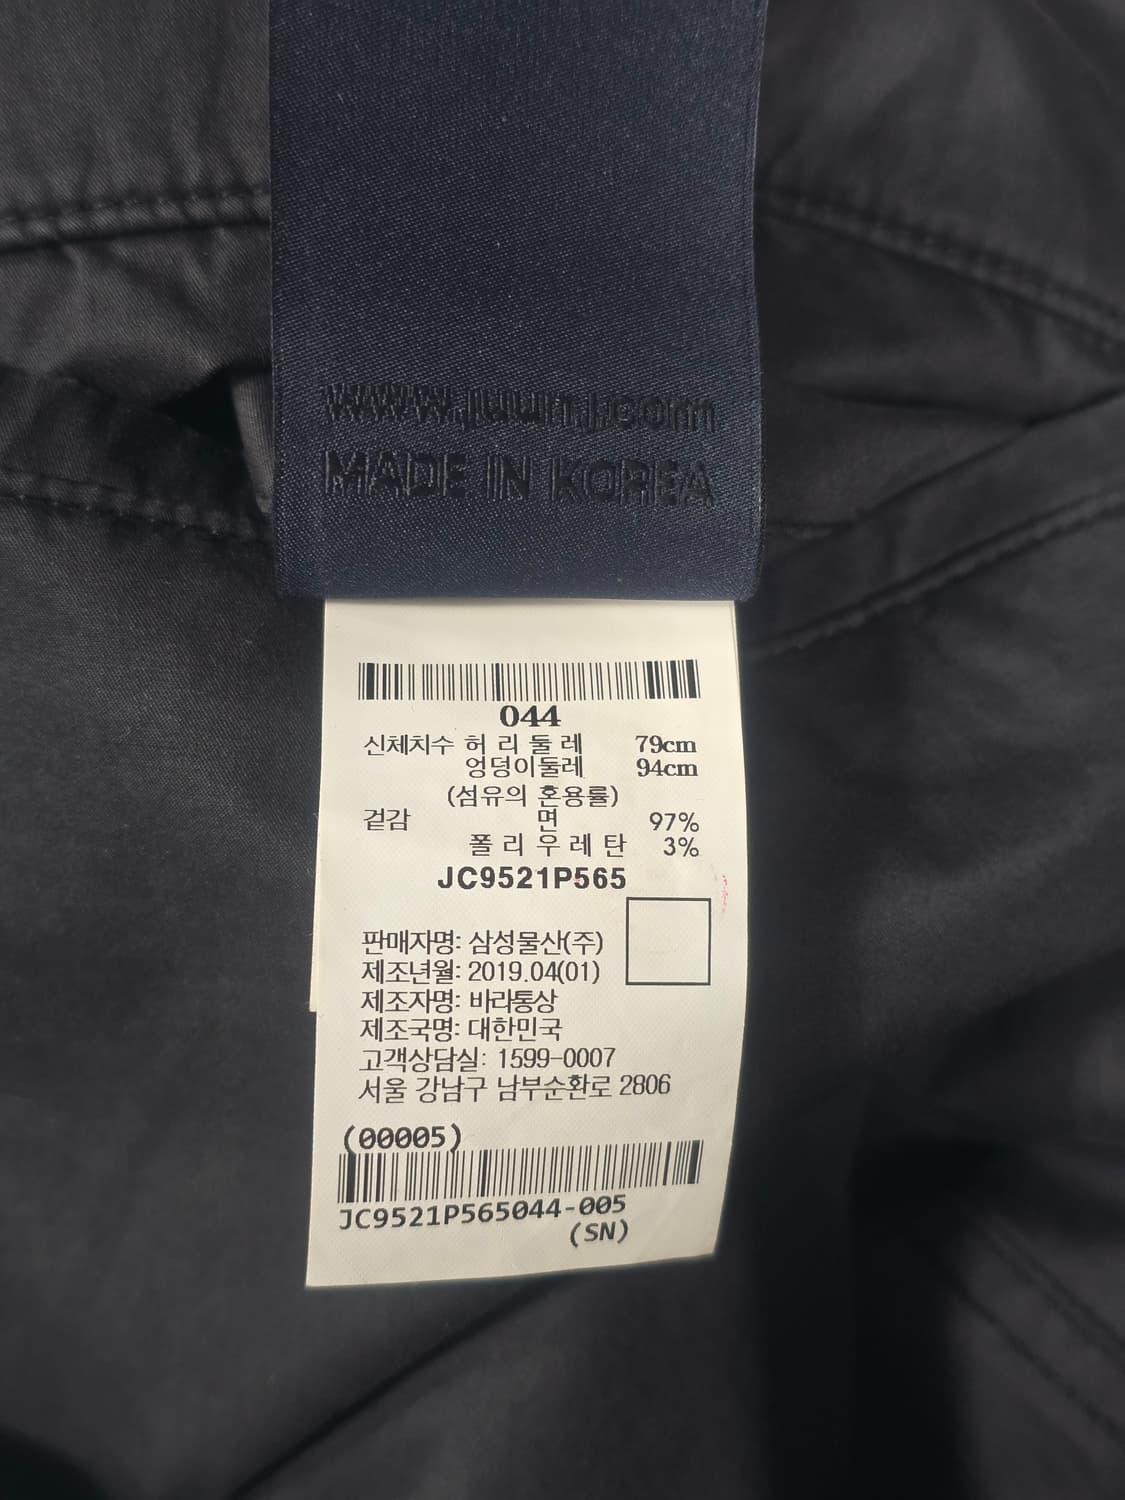 www.juunj.com
MADE IN KOREA
044
신체치수 허 리 둘 레 79cm
엉덩이둘레 94cm
(섬유의 혼용률)
겉감 면 97%
폴 리 우 레 탄 3%
JC9521P565
판매자명: 삼성물산(주)
제조년월: 2019.04(01)
제조자명: 바라통상
제조국명: 대한민국
고객상담실: 1599-0007
서울 강남구 남부순환로 2806
(00005)
JC9521P565044-005
(SN)